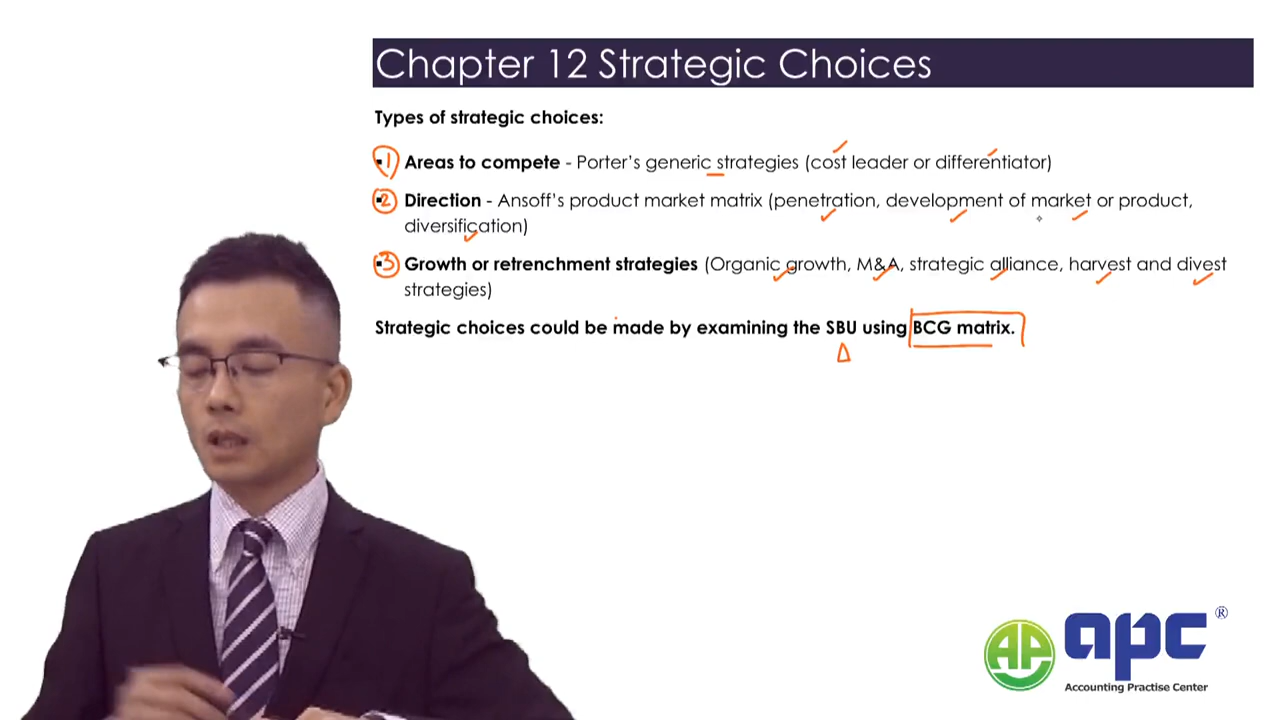 Chapter 12 Strategic Choices
Types of strategic choices:
1 Areas to compete - Porter's generic strategies (cost leader or differentiator)
2 Direction - Ansoff's product market matrix (penetration, development of market or product,
diversification)
3 Growth or retrenchment strategies (Organic growth, M&A, strategic alliance, harvest and divest
strategies)
Strategic choices could be made by examining the SBU using BCG matrix.
AP apc ®
Accounting Practise Center